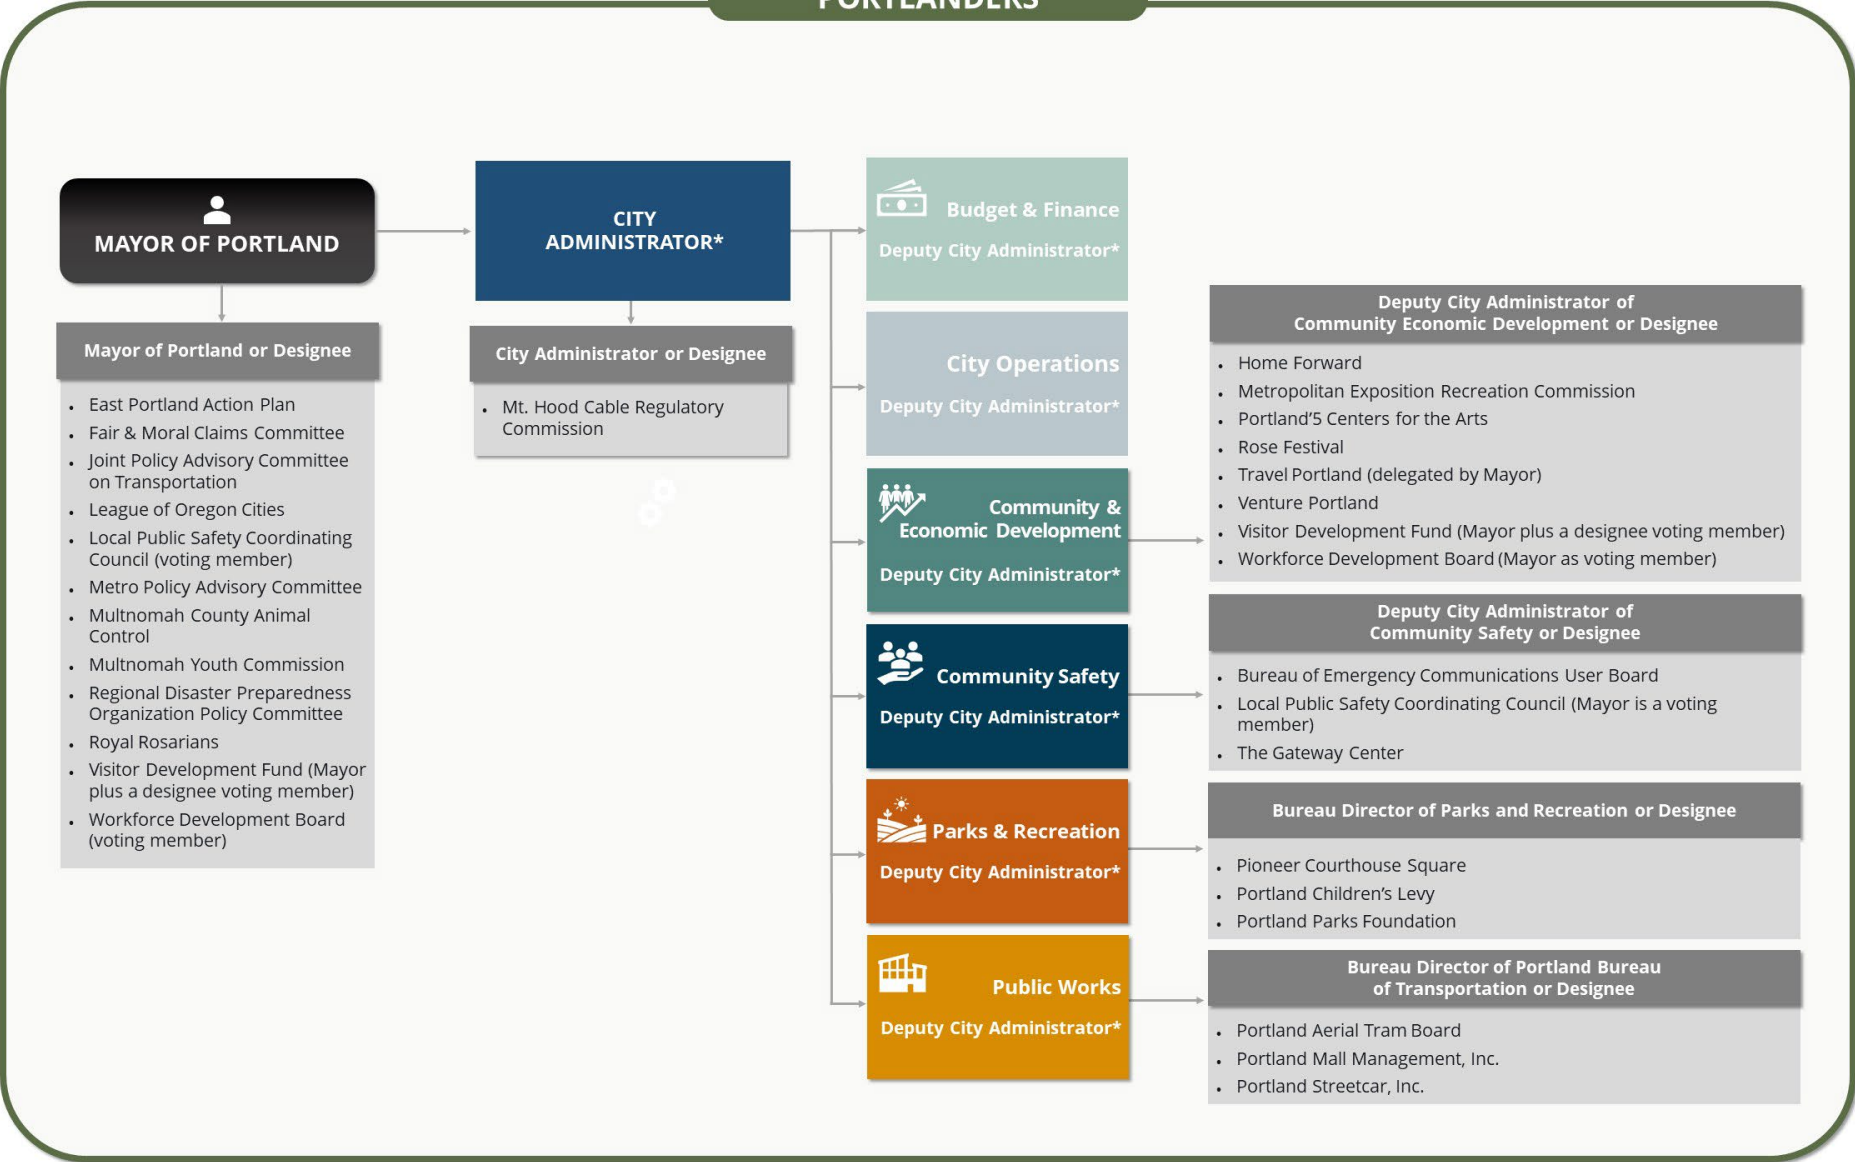 PORTLANDERS
MAYOR OF PORTLAND
Mayor of Portland or Designee
• East Portland Action Plan
• Fair & Moral Claims Committee
• Joint Policy Advisory Committee
on Transportation
• League of Oregon Cities
• Local Public Safety Coordinating
Council (voting member)
• Metro Policy Advisory Committee
• Multnomah County Animal
Control
• Multnomah Youth Commission
• Regional Disaster Preparedness
Organization Policy Committee
• Royal Rosarians
• Visitor Development Fund (Mayor
plus a designee voting member)
• Workforce Development Board
(voting member)
CITY
ADMINISTRATOR*
City Administrator or Designee
• Mt. Hood Cable Regulatory
Commission
Budget & Finance
Deputy City Administrator*
City Operations
Deputy City Administrator*
Community &
Economic Development
Deputy City Administrator*
Community Safety
Deputy City Administrator*
Parks & Recreation
Deputy City Administrator*
Public Works
Deputy City Administrator*
Deputy City Administrator of
Community Economic Development or Designee
• Home Forward
• Metropolitan Exposition Recreation Commission
• Portland’5 Centers for the Arts
• Rose Festival
• Travel Portland (delegated by Mayor)
• Venture Portland
• Visitor Development Fund (Mayor plus a designee voting member)
• Workforce Development Board (Mayor as voting member)
Deputy City Administrator of
Community Safety or Designee
• Bureau of Emergency Communications User Board
• Local Public Safety Coordinating Council (Mayor is a voting
member)
• The Gateway Center
Bureau Director of Parks and Recreation or Designee
• Pioneer Courthouse Square
• Portland Children’s Levy
• Portland Parks Foundation
Bureau Director of Portland Bureau
of Transportation or Designee
• Portland Aerial Tram Board
• Portland Mall Management, Inc.
• Portland Streetcar, Inc.